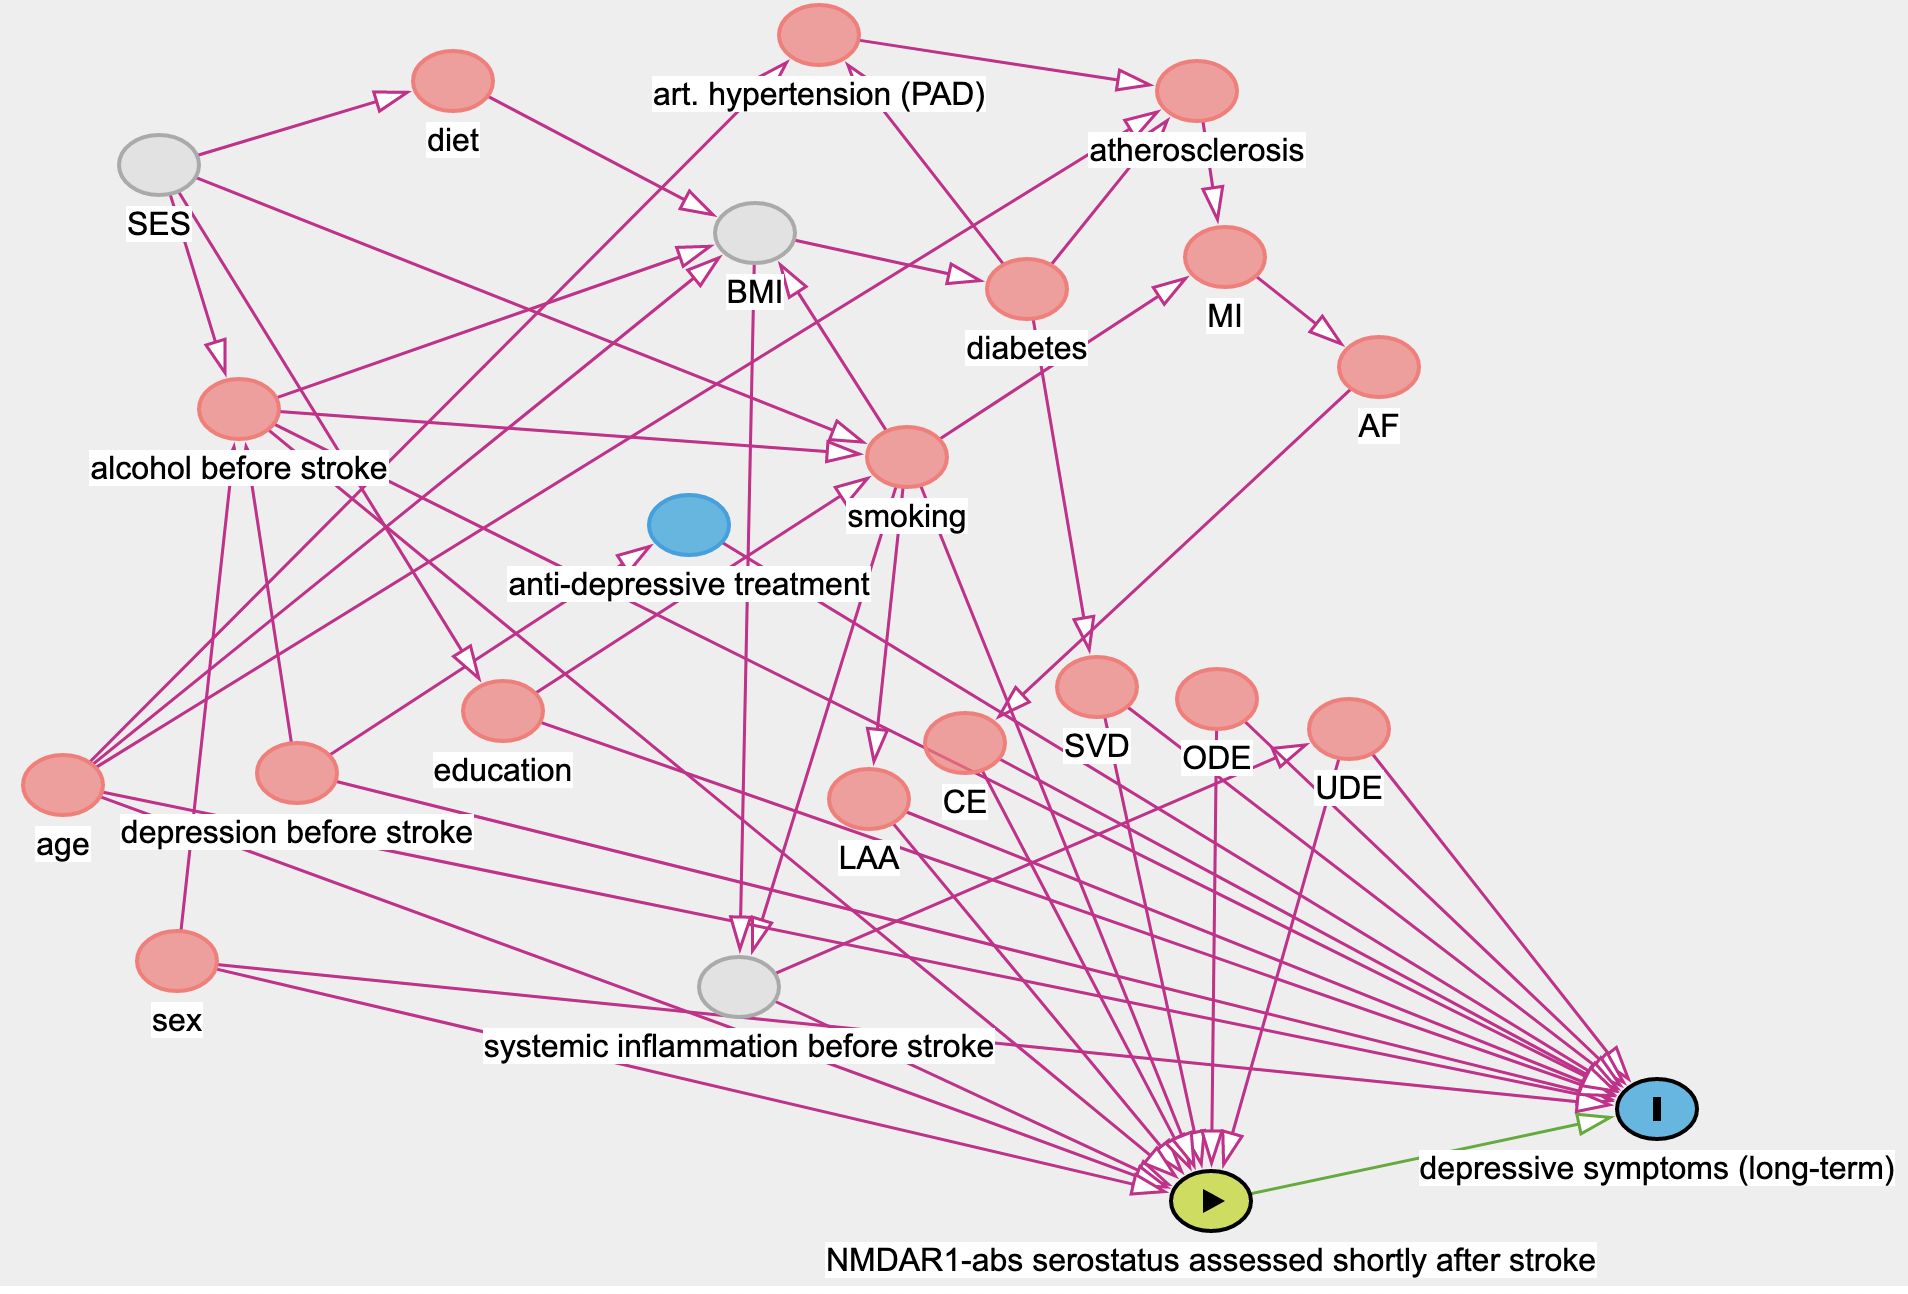 art. hypertension (PAD)
diet
atherosclerosis
SES
BMI
MI
diabetes
AF
alcohol before stroke
smoking
anti-depressive treatment
SVD
ODE
education
UDE
CE
depression before stroke
age
LAA
sex
systemic inflammation before stroke
depressive symptoms (long-term)
NMDAR1-abs serostatus assessed shortly after stroke